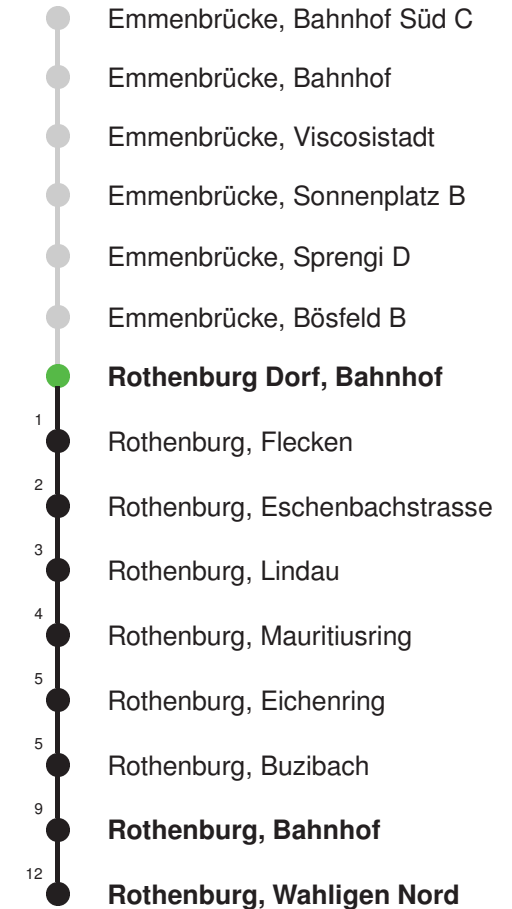 Emmenbrücke, Bahnhof Süd C
Emmenbrücke, Bahnhof
Emmenbrücke, Viscosistadt
Emmenbrücke, Sonnenplatz B
Emmenbrücke, Sprengi D
Emmenbrücke, Bösfeld B
Rothenburg Dorf, Bahnhof
1 Rothenburg, Flecken
2 Rothenburg, Eschenbachstrasse
3 Rothenburg, Lindau
4 Rothenburg, Mauritiusring
5 Rothenburg, Eichenring
5 Rothenburg, Buzibach
9 Rothenburg, Bahnhof
12 Rothenburg, Wahligen Nord